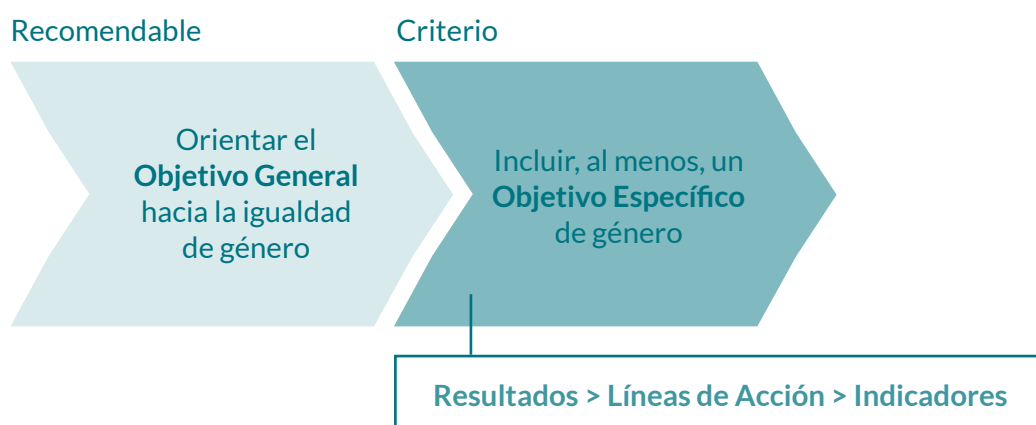 Recomendable
Criterio
Orientar el
Objetivo General
hacia la igualdad
de género
Incluir, al menos, un
Objetivo Específico
de género
Resultados > Líneas de Acción > Indicadores